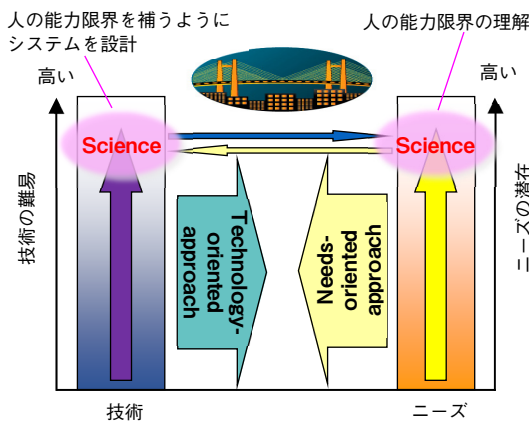 人の能力限界を補うように
システムを設計
人の能力限界の理解
高い
高い
Science
Science
技術の難易
ニーズの潜在
Technology-
oriented
approach
Needs-
oriented
approach
技術
ニーズ